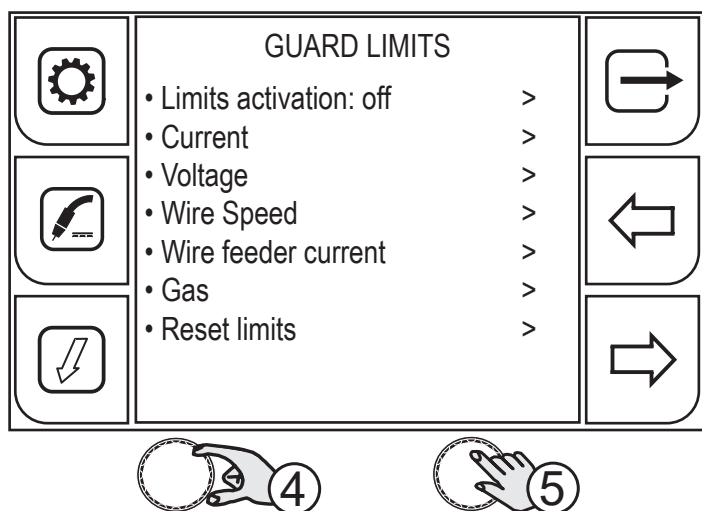 GUARD LIMITS
• Limits activation: off >
• Current >
• Voltage >
• Wire Speed >
• Wire feeder current >
• Gas >
• Reset limits >
4 5